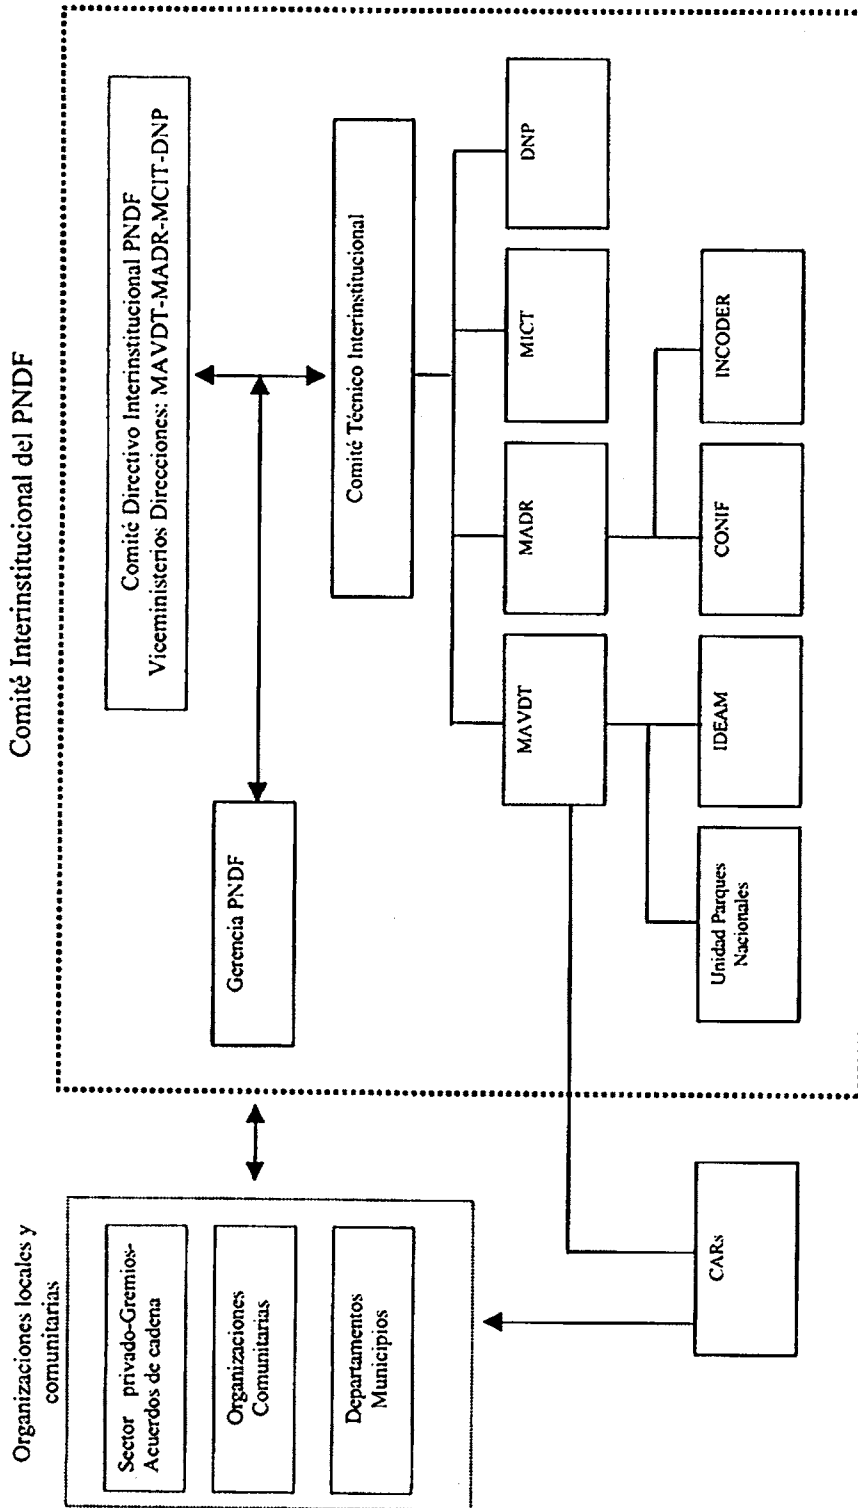 Comité Interinstitucional del PNDF
Organizaciones locales y
comunitarias
Sector privado-Gremios-
Acuerdos de cadena
Organizaciones
Comunitarias
Departamentos
Municipios
Comité Directivo Interinstitucional PNDF
Viceministerios Direcciones: MAVDT-MADR-MCIT-DNP
Gerencia PNDF
Comité Técnico Interinstitucional
MAVDT
MADR
MICT
DNP
CARs
Unidad Parques
Nacionales
IDEAM
CONIF
INCODER